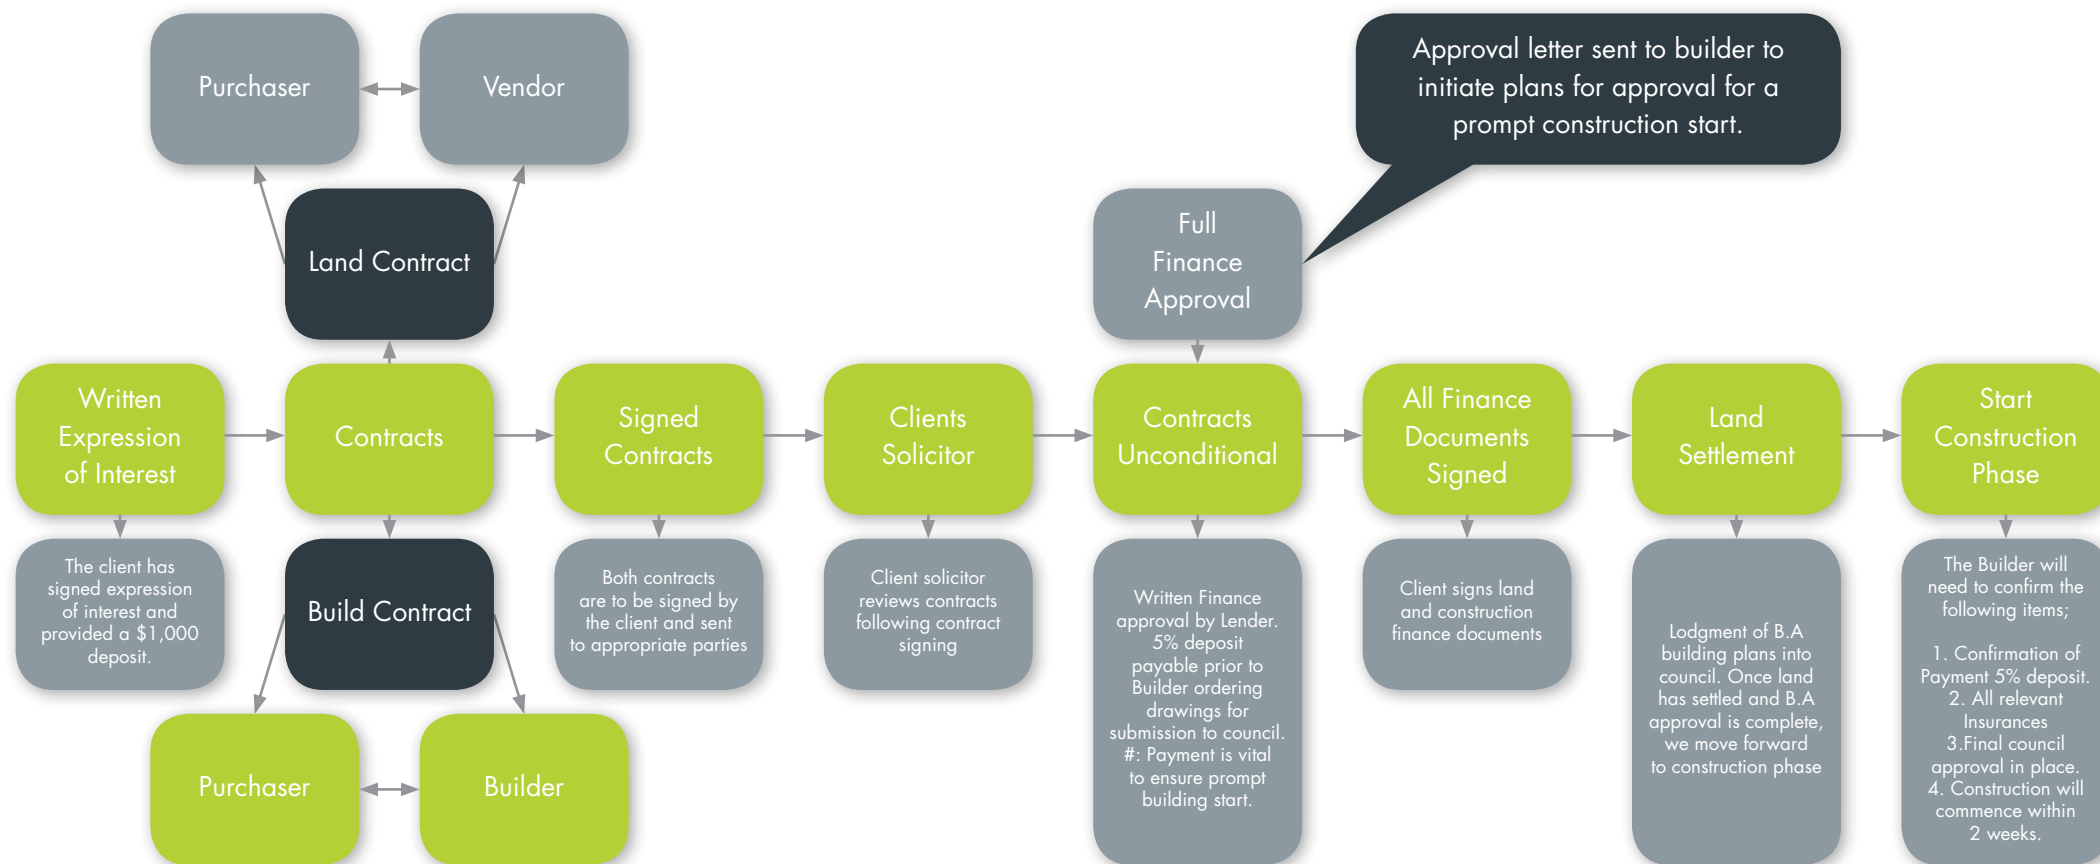 Purchaser
Vendor
Approval letter sent to builder to
initiate plans for approval for a
prompt construction start.
Land Contract
Full
Finance
Approval
Written
Expression
of Interest
Contracts
Signed
Contracts
Clients
Solicitor
Contracts
Unconditional
All Finance
Documents
Signed
Land
Settlement
Start
Construction
Phase
The client has
signed expression
of interest and
provided a $1,000
deposit.
Build Contract
Both contracts
are to be signed by
the client and sent
to appropriate parties
Client solicitor
reviews contracts
following contract
signing
Written Finance
approval by Lender.
5% deposit
payable prior to
Builder ordering
drawings for
submission to council.
#: Payment is vital
to ensure prompt
building start.
Client signs land
and construction
finance documents
Lodgment of B.A
building plans into
council. Once land
has settled and B.A
approval is complete,
we move forward
to construction phase
The Builder will
need to confirm the
following items;
1. Confirmation of
Payment 5% deposit.
2. All relevant
Insurances
3.Final council
approval in place.
4. Construction will
commence within
2 weeks.
Purchaser
Builder